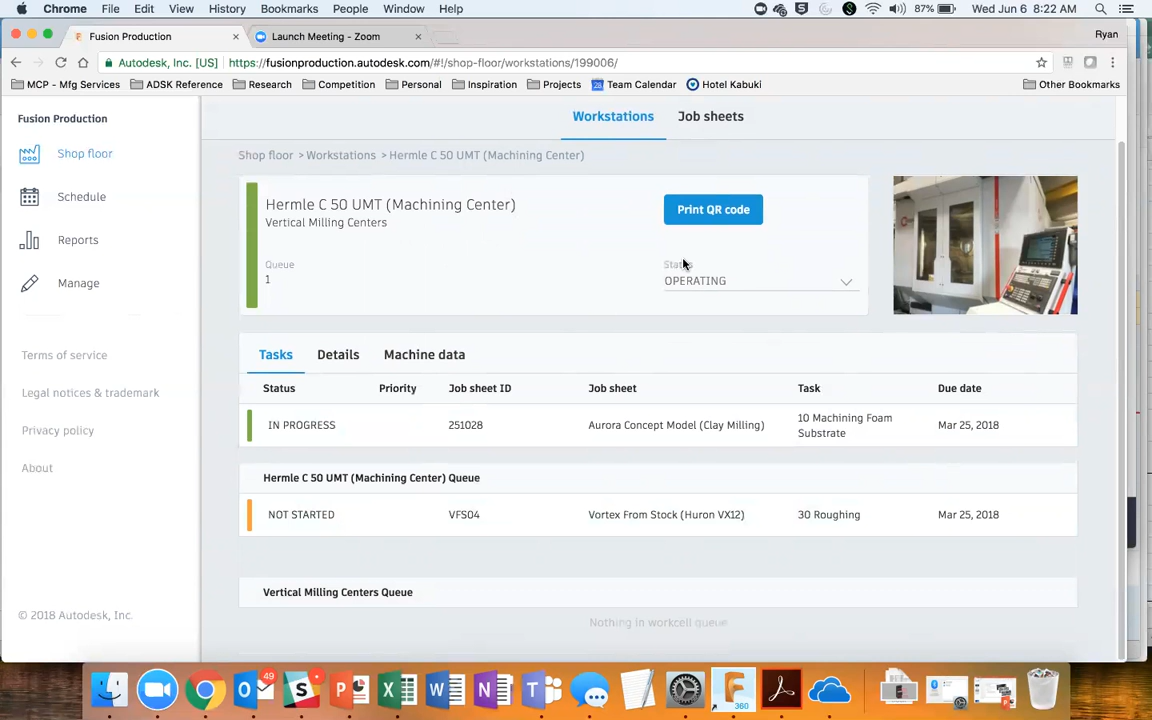 Chrome File Edit View History Bookmarks People Window Help 87% Wed Jun 6 8:22 AM
Fusion Production Launch Meeting - Zoom Ryan
Autodesk, Inc. [US] https://fusionproduction.autodesk.com/#!/shop-floor/workstations/199006/
MCP - Mfg Services ADSK Reference Research Competition Personal Inspiration Projects 28 Team Calendar Hotel Kabuki Other Bookmarks
Fusion Production
Shop floor
Schedule
Reports
Manage
Terms of service
Legal notices & trademark
Privacy policy
About
© 2018 Autodesk, Inc.
Workstations Job sheets
Shop floor > Workstations > Hermle C 50 UMT (Machining Center)
Hermle C 50 UMT (Machining Center)
Vertical Milling Centers
Print QR code
Queue
1
Status
OPERATING
Tasks Details Machine data
Status Priority Job sheet ID Job sheet Task Due date
IN PROGRESS 251028 Aurora Concept Model (Clay Milling) 10 Machining Foam Substrate Mar 25, 2018
Hermle C 50 UMT (Machining Center) Queue
NOT STARTED VFS04 Vortex From Stock (Huron VX12) 30 Roughing Mar 25, 2018
Vertical Milling Centers Queue
Nothing in workcell queue
49
360